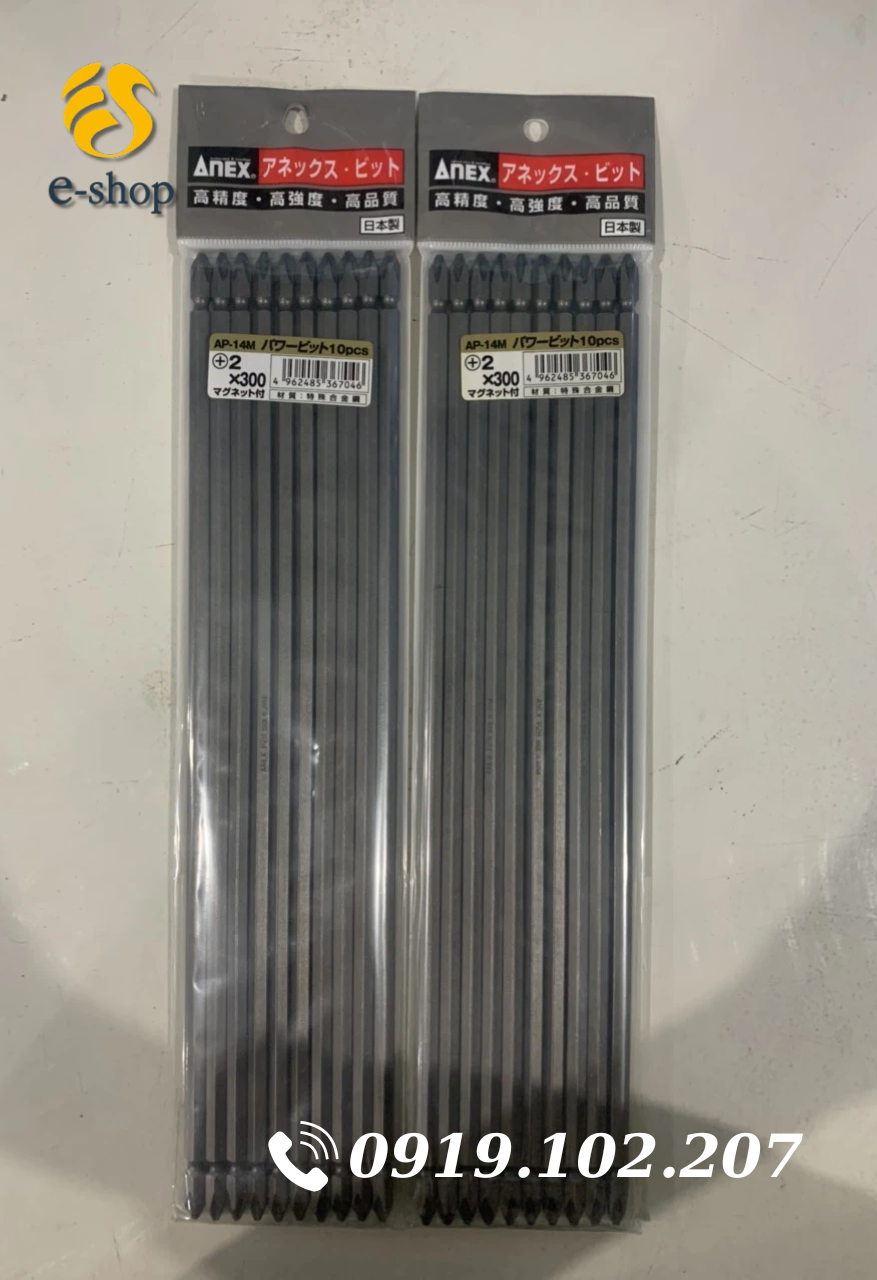 e-shop
ANEX® アネックス・ビット
高精度・高強度・高品質
日本製
AP-14M パワービット10pcs
⊕2
×300
マグネット付
4 962485 367046
材質:特殊合金鋼
ANEX® アネックス・ビット
高精度・高強度・高品質
日本製
AP-14M パワービット10pcs
⊕2
×300
マグネット付
4 962485 367046
材質:特殊合金鋼
0919.102.207